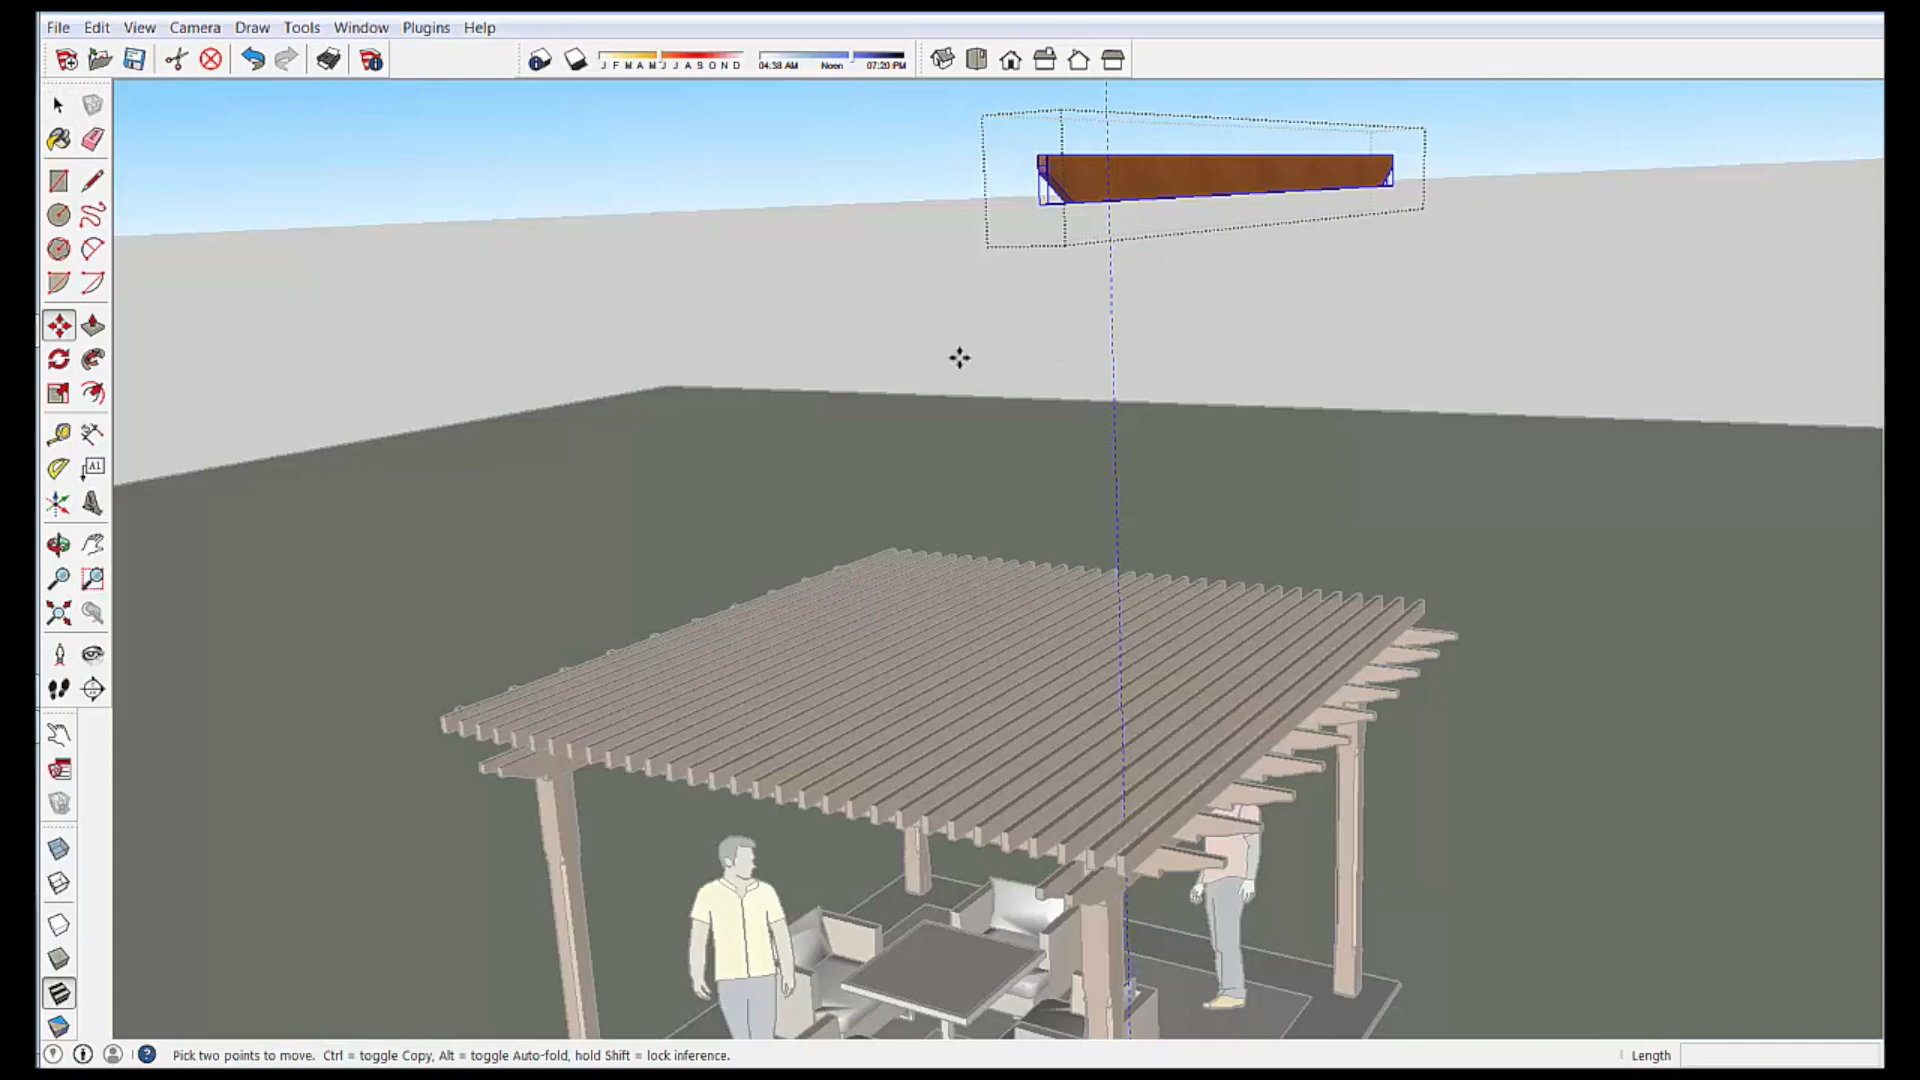 File Edit View Camera Draw Tools Window Plugins Help
J F M A M J J A S O N D 04:38 AM Noon 07:20 PM
A1
Pick two points to move. Ctrl = toggle Copy, Alt = toggle Auto-fold, hold Shift = lock inference. Length